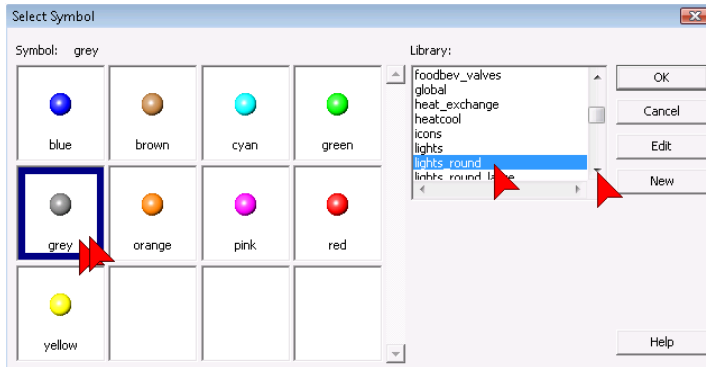 Select Symbol
Symbol: grey
Library:
blue
brown
cyan
green
grey
orange
pink
red
yellow
foodbev_valves
global
heat_exchange
heatcool
icons
lights
lights_round
lights_round_large
OK
Cancel
Edit
New
Help